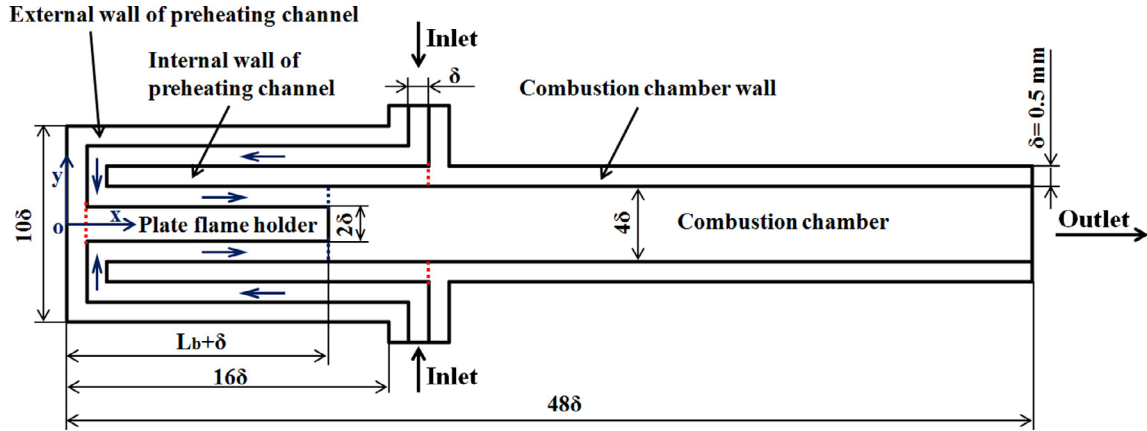 External wall of preheating channel
Inlet
Internal wall of
preheating channel
δ
Combustion chamber wall
δ= 0.5 mm
y
o
x
10δ
Plate flame holder
2δ
4δ
Combustion chamber
Outlet
Lb+δ
Inlet
16δ
48δ